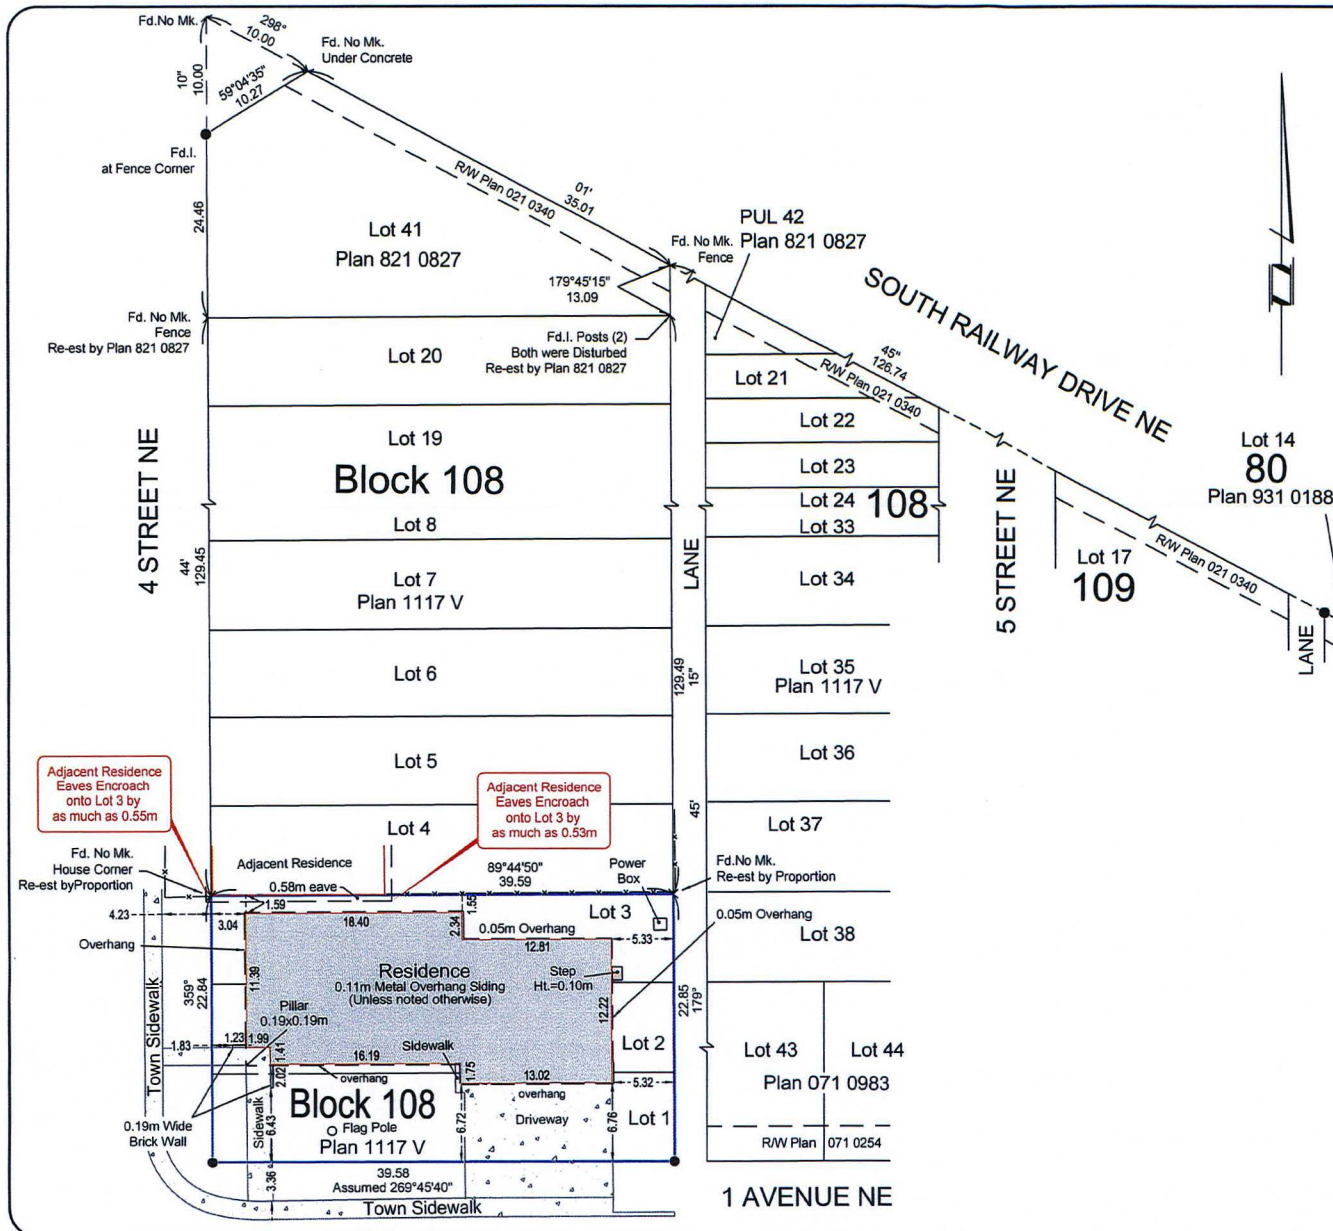 Fd.No Mk.
298°
10.00
Fd. No Mk.
Under Concrete
10"
10.00
59°04'35"
10.27
Fd.I.
at Fence Corner
24.46
R/W Plan 021 0340
01'
35.01
Lot 41
Plan 821 0827
PUL 42
Plan 821 0827
Fd. No Mk.
Fence
179°45'15"
13.09
SOUTH RAILWAY DRIVE NE
Fd. No Mk.
Fence
Re-est by Plan 821 0827
Fd.I. Posts (2)
Both were Disturbed
Re-est by Plan 821 0827
45"
126.74
R/W Plan 021 0340
Lot 20
Lot 21
Lot 19
Lot 22
Block 108
Lot 23
Lot 24
108
Lot 33
4 STREET NE
Lot 8
LANE
5 STREET NE
Lot 14
80
Plan 931 0188
44'
129.45
Lot 7
Plan 1117 V
Lot 34
Lot 17
109
R/W Plan 021 0340
LANE
Lot 6
129.49
15"
Lot 35
Plan 1117 V
Lot 5
Lot 36
Adjacent Residence
Eaves Encroach
onto Lot 3 by
as much as 0.55m
Adjacent Residence
Eaves Encroach
onto Lot 3 by
as much as 0.53m
45'
Lot 4
Lot 37
Fd. No Mk.
House Corner
Re-est byProportion
Adjacent Residence
0.58m eave
89°44'50"
39.59
Power
Box
Fd.No Mk.
Re-est by Proportion
4.23
3.04
1.59
18.40
1.55
2.34
Lot 3
0.05m Overhang
12.81
5.33
0.05m Overhang
Lot 38
Overhang
11.39
Residence
0.11m Metal Overhang Siding
(Unless noted otherwise)
Step
Ht.=0.10m
359°
22.84
Pillar
0.19x0.19m
12.22
22.85
179°
Town Sidewalk
1.83
1.23
1.99
1.41
16.19
Sidewalk
Lot 2
Lot 43
Lot 44
Plan 071 0983
2.02
overhang
1.75
13.02
overhang
5.32
0.19m Wide
Brick Wall
Sidewalk
6.43
Block 108
Flag Pole
Plan 1117 V
6.72
Driveway
6.76
Lot 1
R/W Plan
071 0254
3.36
39.58
Assumed 269°45'40"
Town Sidewalk
1 AVENUE NE